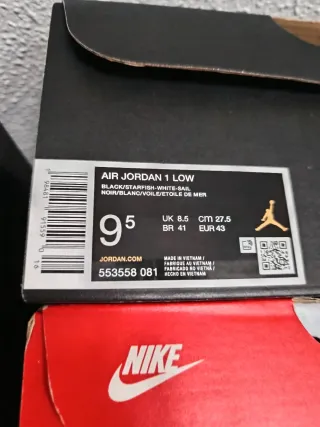 AIR JORDAN 1 LOW
BLACK/STARFISH-WHITE-SAIL
NOIR/BLANC/VOILE/ETOILE DE MER
9 5
UK 8.5 cm 27.5
BR 41 EUR 43
JORDAN.COM
553558 081
MADE IN VIETNAM /
FABRIQUÉ AU VIETNAM /
FABRICADO NO VIETNÃ /
HECHO EN VIETNAM
NIKE